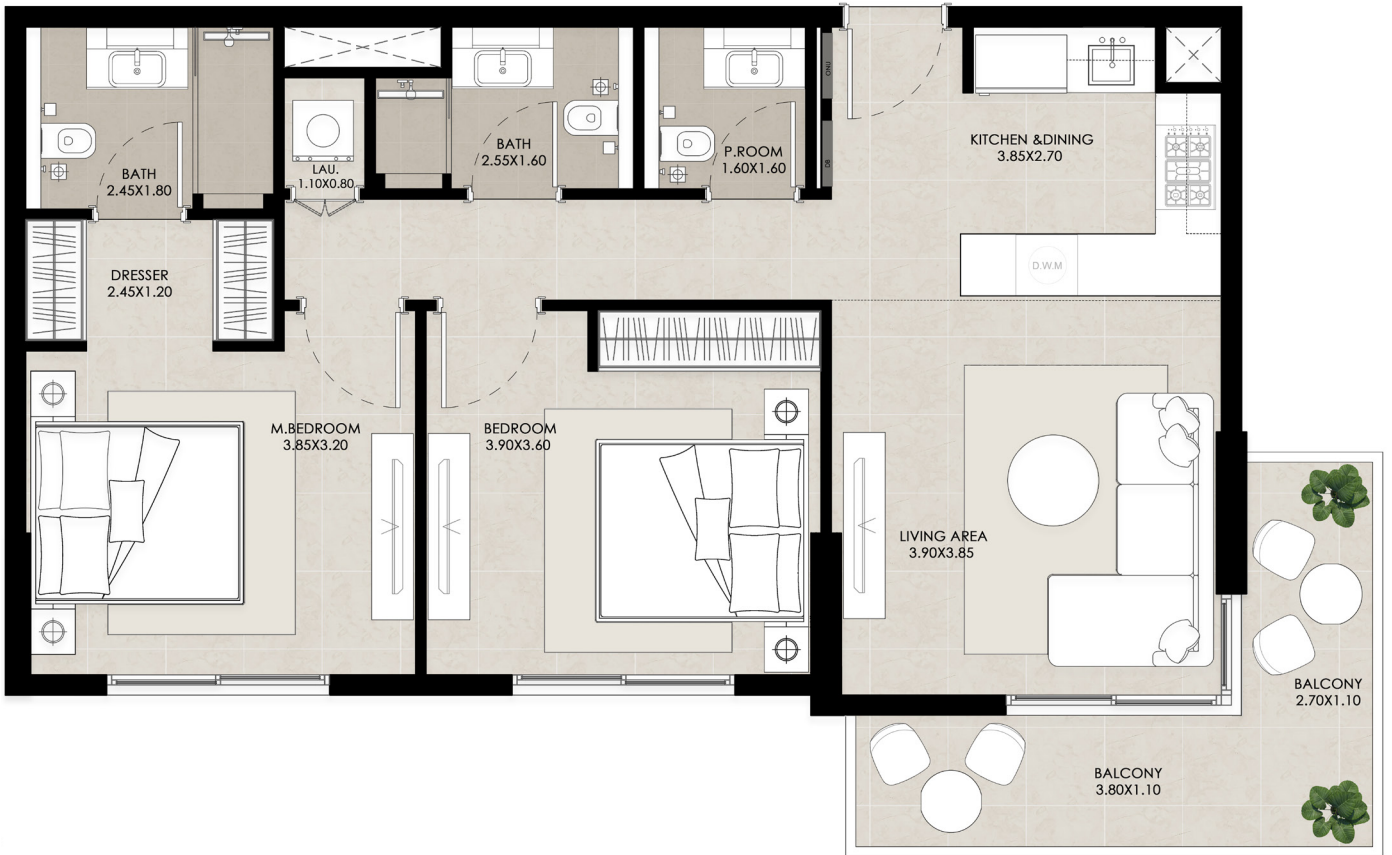 BATH
2.45X1.80
LAU.
1.10X0.80
BATH
2.55X1.60
P.ROOM
1.60X1.60
DB
KITCHEN &DINING
3.85X2.70
D.W.M
DRESSER
2.45X1.20
M.BEDROOM
3.85X3.20
BEDROOM
3.90X3.60
LIVING AREA
3.90X3.85
BALCONY
2.70X1.10
BALCONY
3.80X1.10